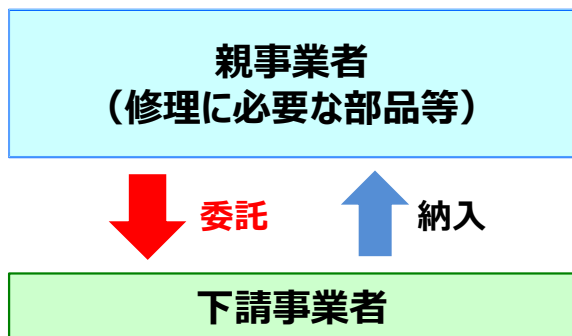 親事業者
（修理に必要な部品等）
委託
納入
下請事業者